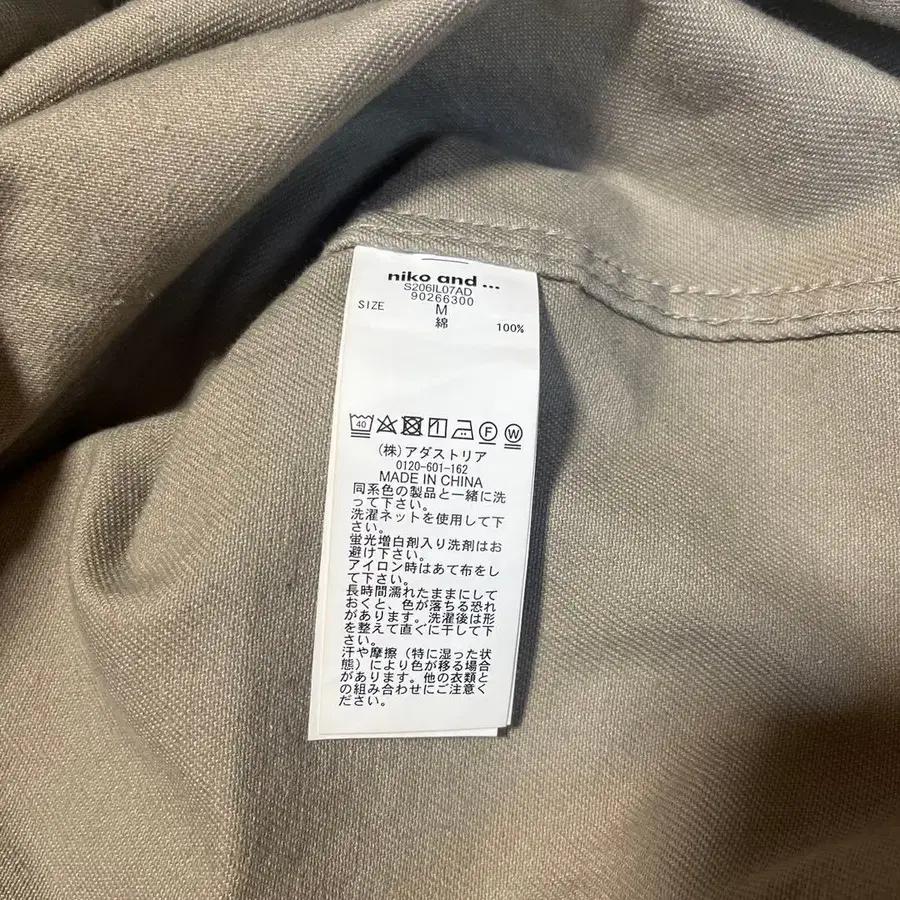 niko and ...
S206IL07AD
90266300
SIZE M
綿 100%
40 F W
(株)アダストリア
0120-601-162
MADE IN CHINA
同系色の製品と一緒に洗
って下さい。
洗濯ネットを使用して下
さい。
蛍光増白剤入り洗剤はお
避け下さい。
アイロン時はあて布をし
て下さい。
長時間濡れたままにして
おくと、色が落ちる恐れ
があります。洗濯後は形
を整えて直ぐに干して下
さい。
汗や摩擦（特に湿った状
態）により色が移る場合
があります。他の衣類と
の組み合わせにご注意く
ださい。